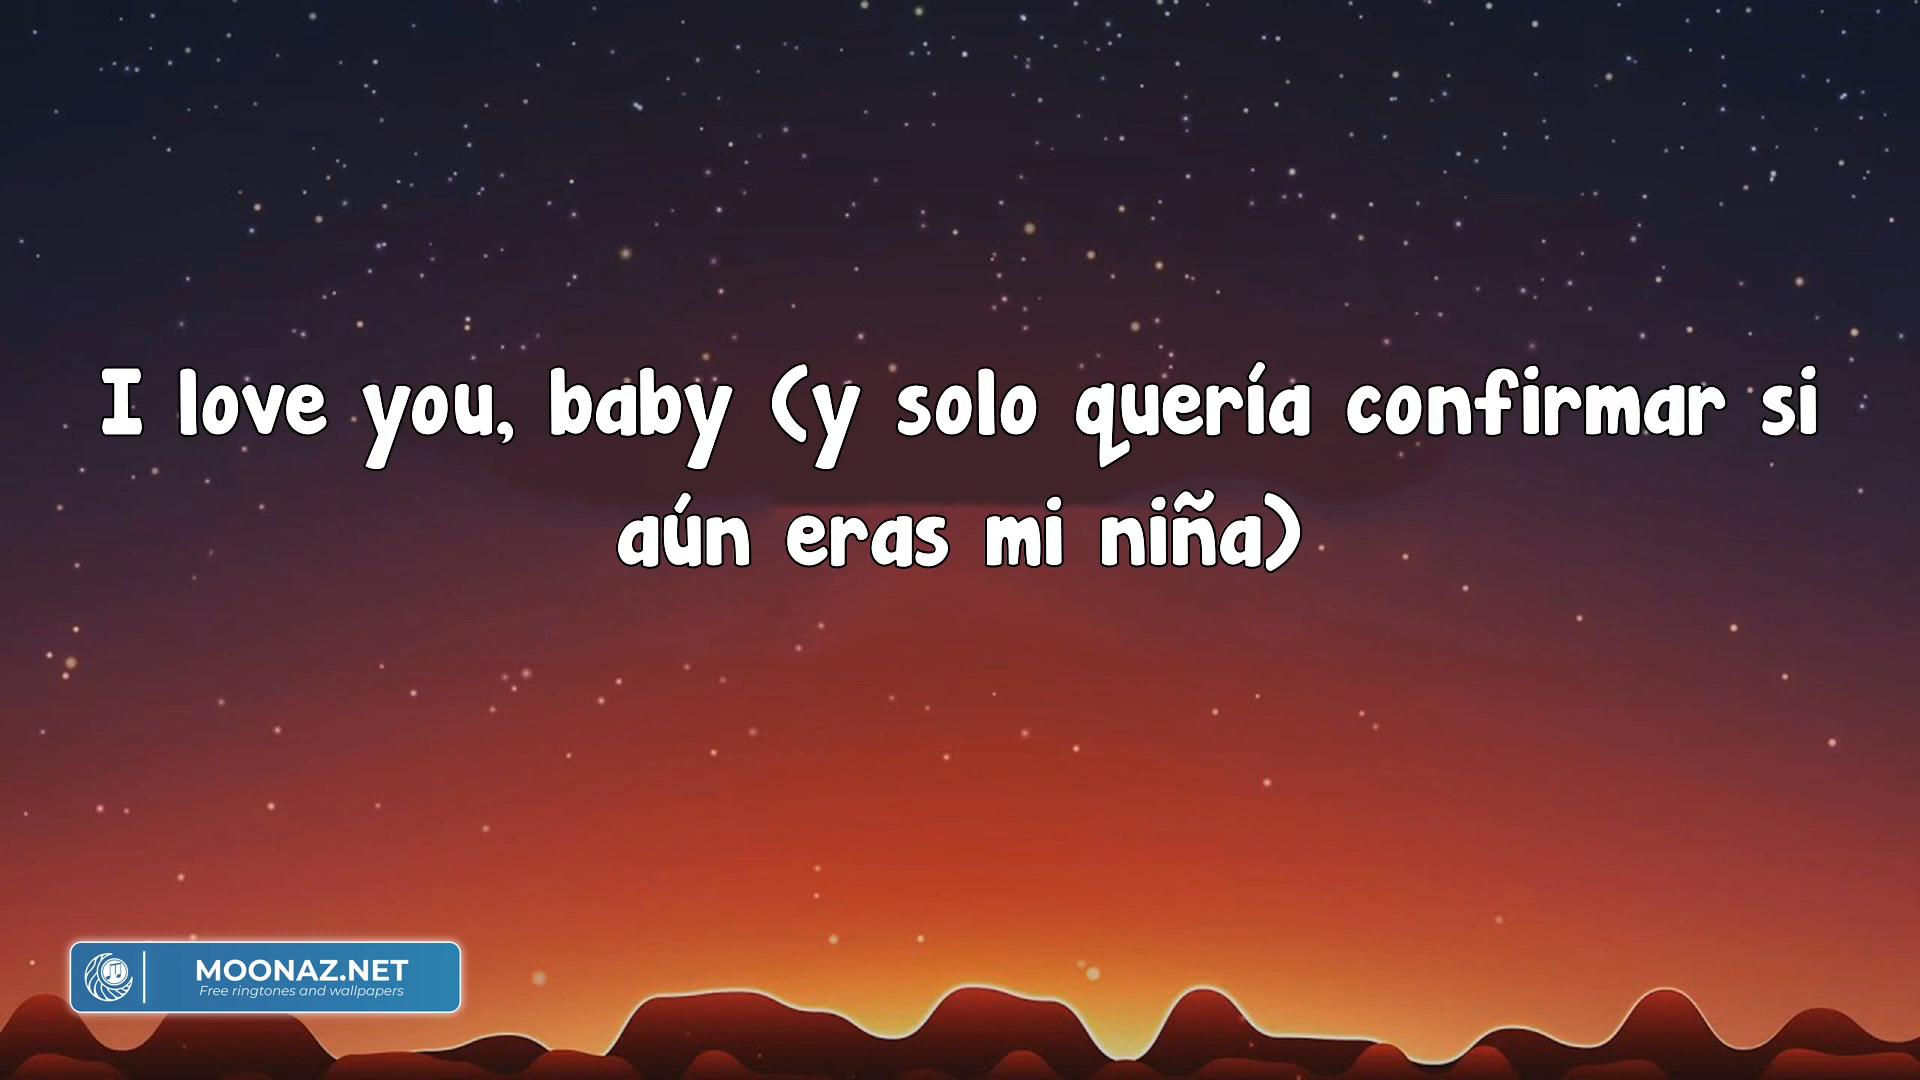 I love you, baby (y solo quería confirmar si
aún eras mi niña)
MOONAZ.NET
Free ringtones and wallpapers